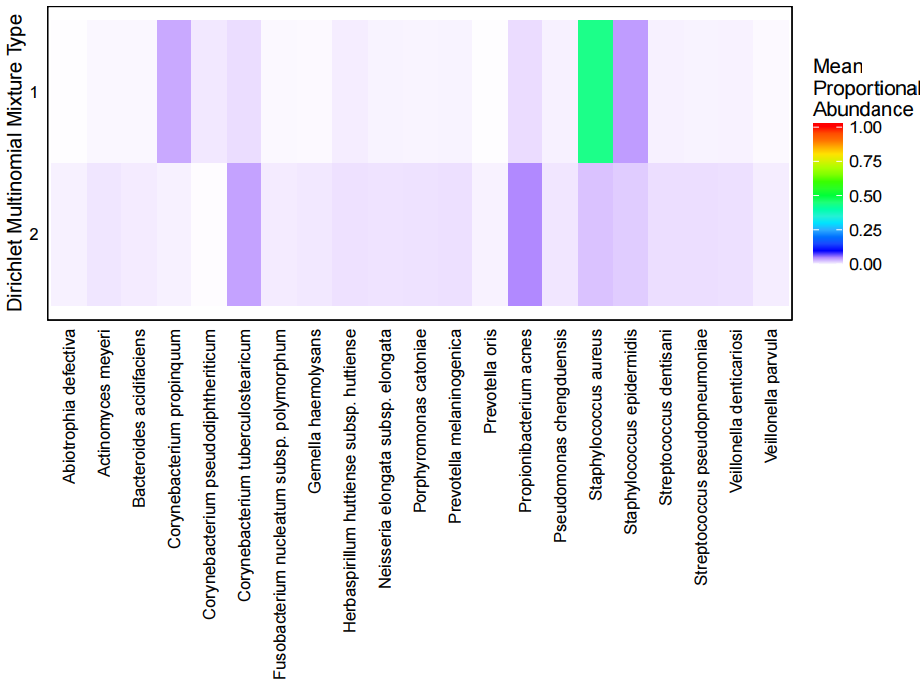 Dirichlet Multinomial Mixture Type
1
2
Mean
Proportional
Abundance
1.00
0.75
0.50
0.25
0.00
Abiotrophia defectiva
Actinomyces meyeri
Bacteroides acidifaciens
Corynebacterium propinquum
Corynebacterium pseudodiphtheriticum
Corynebacterium tuberculostearicum
Fusobacterium nucleatum subsp. polymorphum
Gemella haemolysans
Herbaspirillum huttiense subsp. huttiense
Neisseria elongata subsp. elongata
Porphyromonas catoniae
Prevotella melaninogenica
Prevotella oris
Propionibacterium acnes
Pseudomonas chengduensis
Staphylococcus aureus
Staphylococcus epidermidis
Streptococcus dentisani
Streptococcus pseudopneumoniae
Veillonella denticariosi
Veillonella parvula